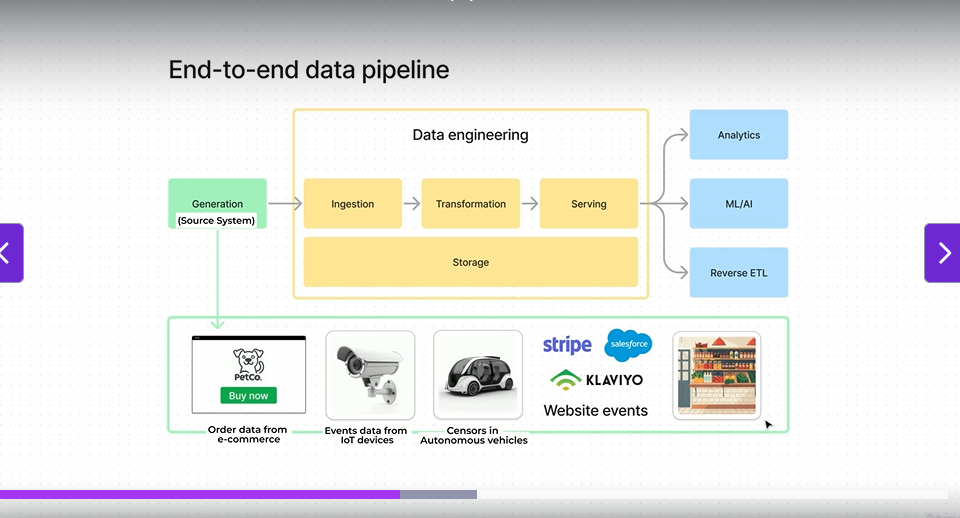 End-to-end data pipeline
Data engineering
Generation
(Source System)
Ingestion
Transformation
Serving
Storage
Analytics
ML/AI
Reverse ETL
PetCo.
Buy now
Order data from
e-commerce
Events data from
IoT devices
Censors in
Autonomous vehicles
stripe
salesforce
KLAVIYO
Website events